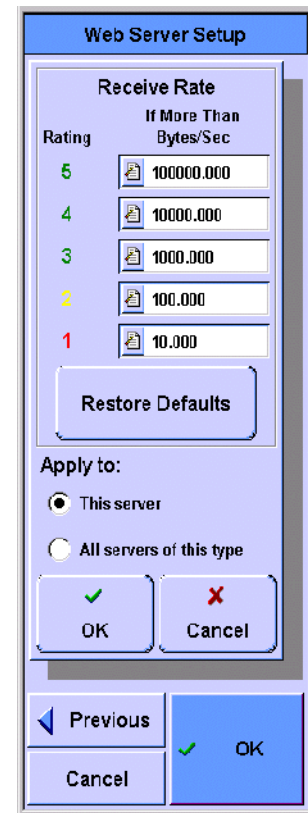 Web Server Setup
Receive Rate
If More Than
Rating Bytes/Sec
5 100000.000
4 10000.000
3 1000.000
2 100.000
1 10.000
Restore Defaults
Apply to:
This server
All servers of this type
OK Cancel
Previous
OK
Cancel